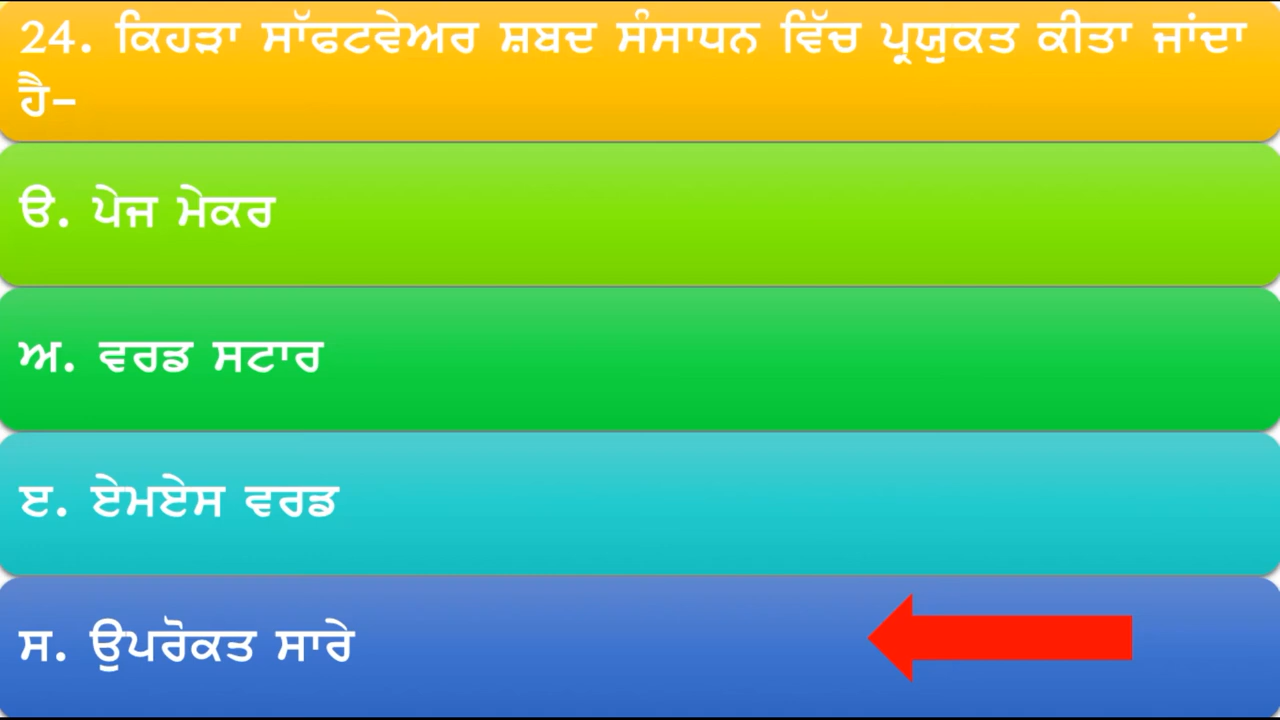 24. ਕਿਹੜਾ ਸਾੱਫਟਵੇਅਰ ਸ਼ਬਦ ਸੰਸਾਧਨ ਵਿੱਚ ਪ੍ਰਯੁਕਤ ਕੀਤਾ ਜਾਂਦਾ
ਹੈ–
ੳ. ਪੇਜ ਮੇਕਰ
ਅ. ਵਰਡ ਸਟਾਰ
ੲ. ਏਮਏਸ ਵਰਡ
ਸ. ਉਪਰੋਕਤ ਸਾਰੇ